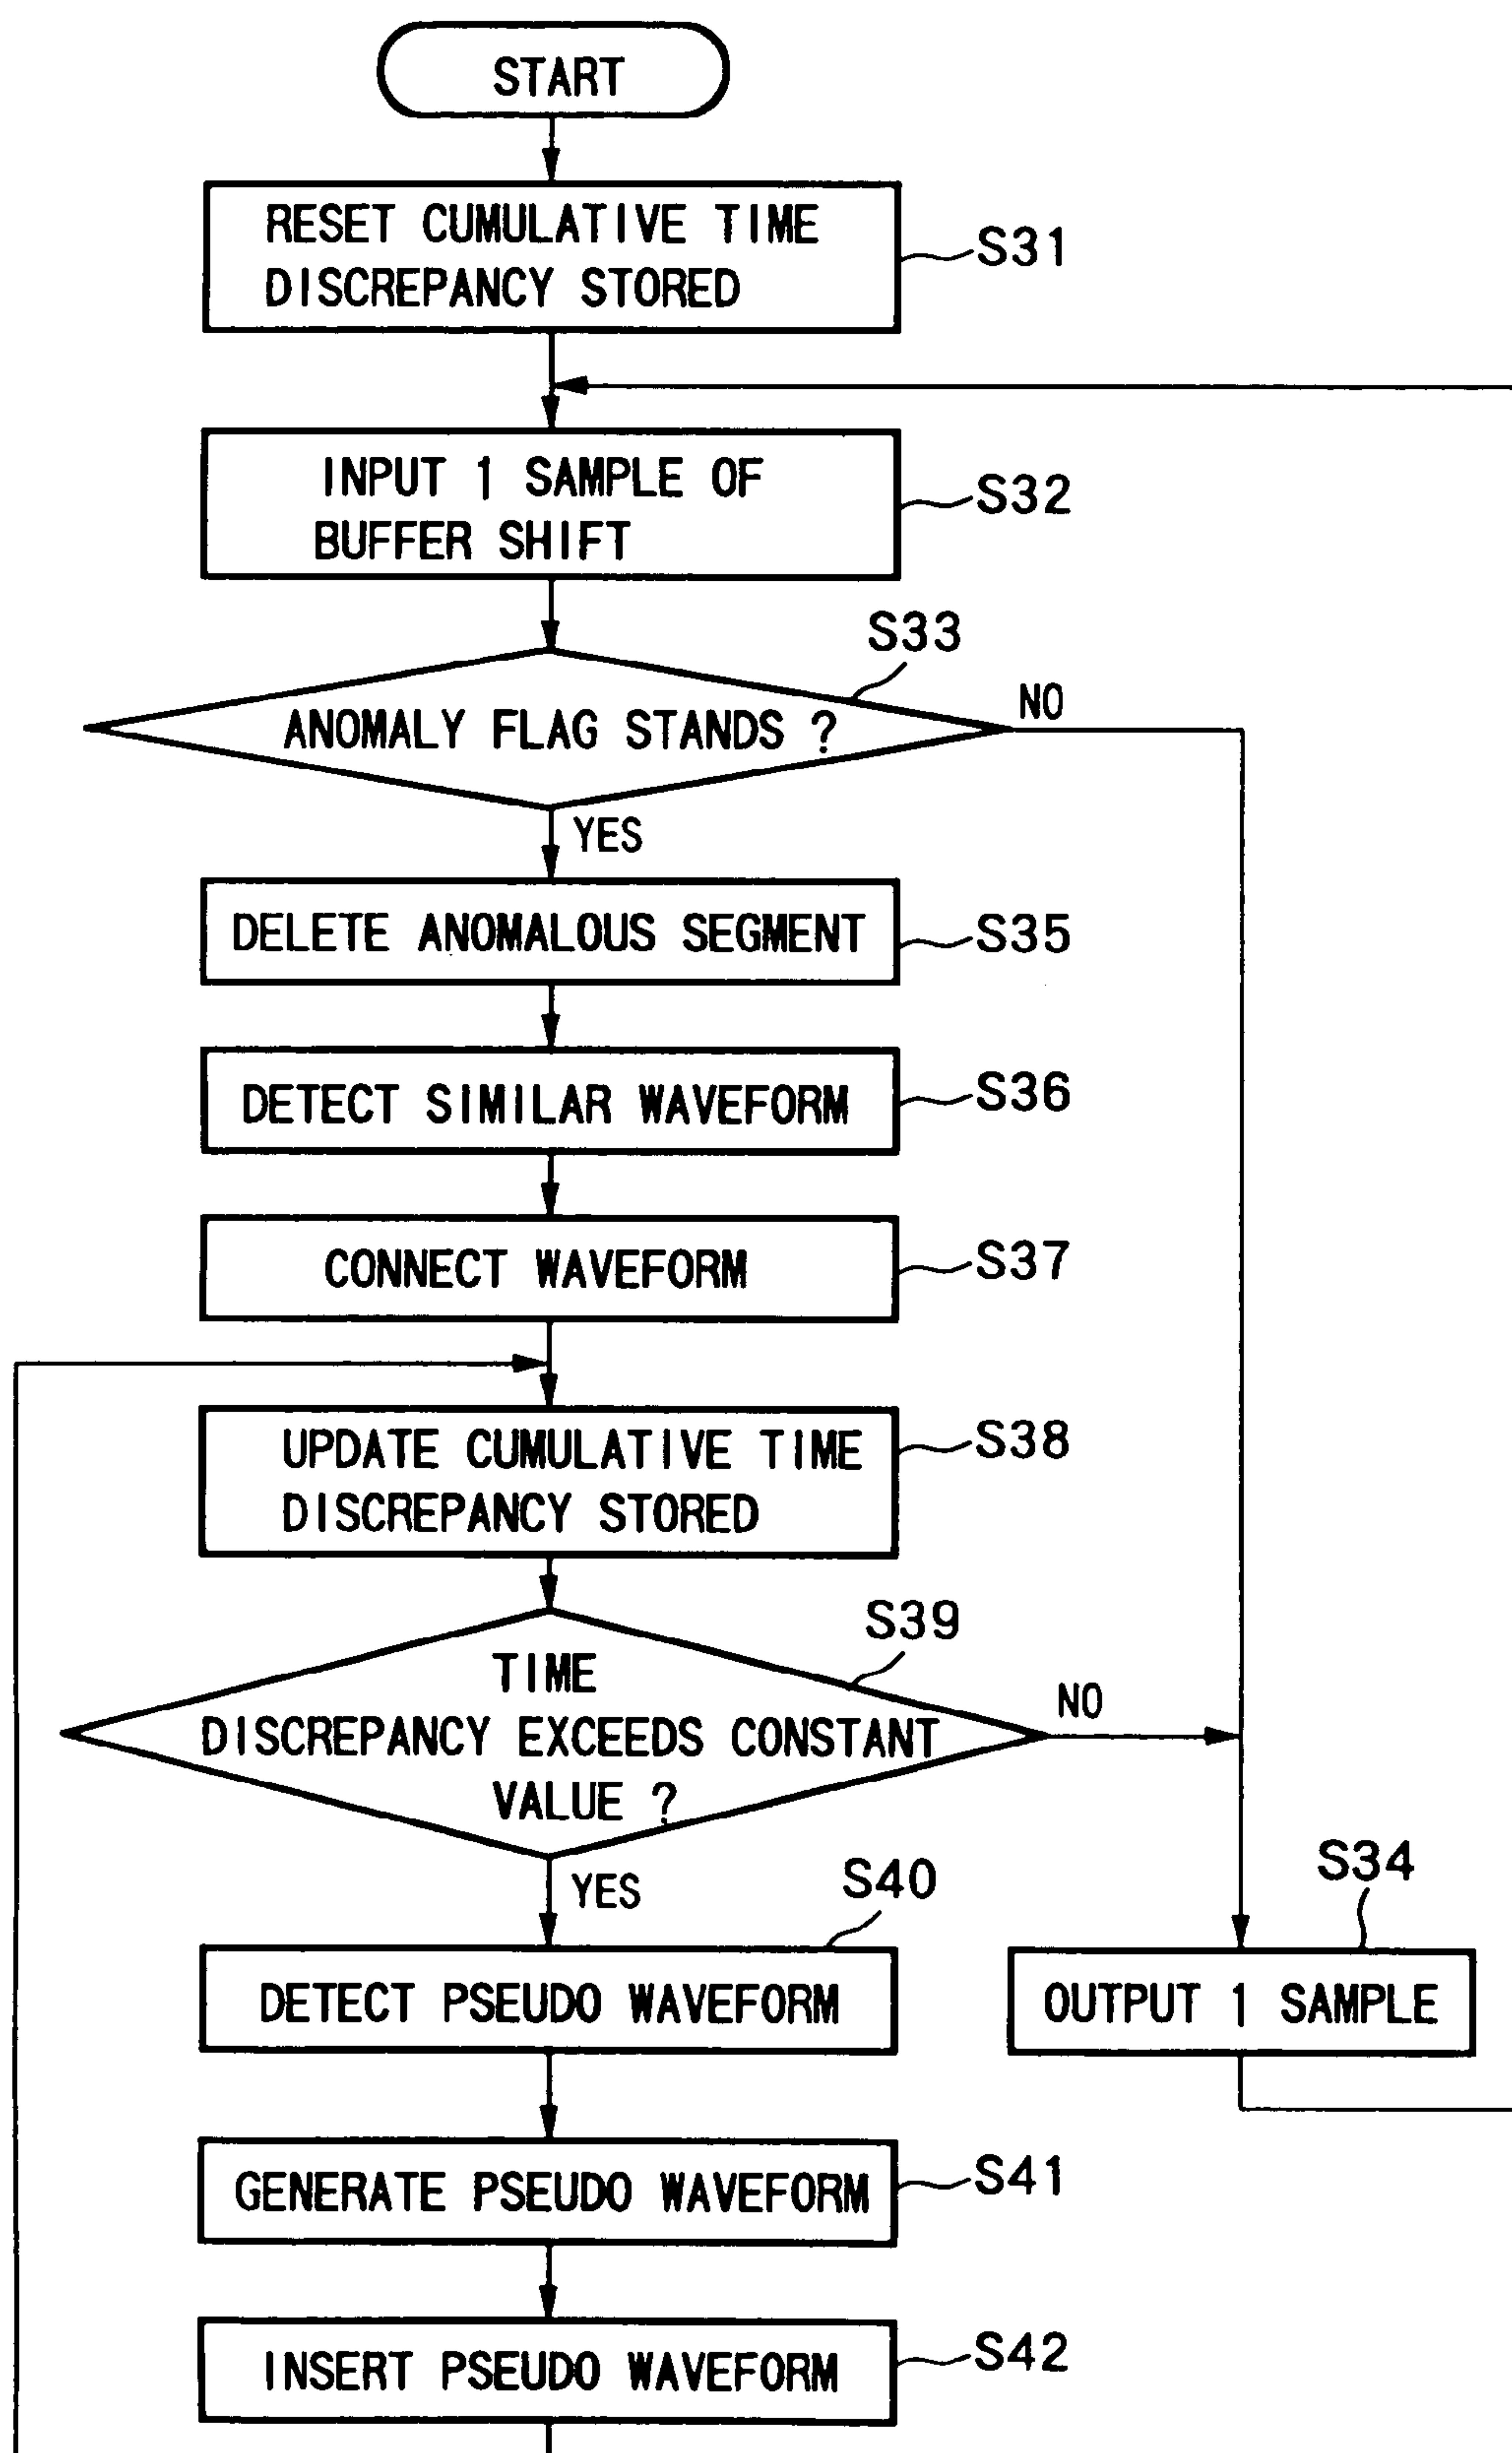 START
RESET CUMULATIVE TIME
DISCREPANCY STORED
S31
INPUT 1 SAMPLE OF
BUFFER SHIFT
S32
S33
ANOMALY FLAG STANDS ?
NO
YES
DELETE ANOMALOUS SEGMENT
S35
DETECT SIMILAR WAVEFORM
S36
CONNECT WAVEFORM
S37
UPDATE CUMULATIVE TIME
DISCREPANCY STORED
S38
S39
TIME
DISCREPANCY EXCEEDS CONSTANT
VALUE ?
NO
YES
S40
DETECT PSEUDO WAVEFORM
S34
OUTPUT 1 SAMPLE
GENERATE PSEUDO WAVEFORM
S41
INSERT PSEUDO WAVEFORM
S42